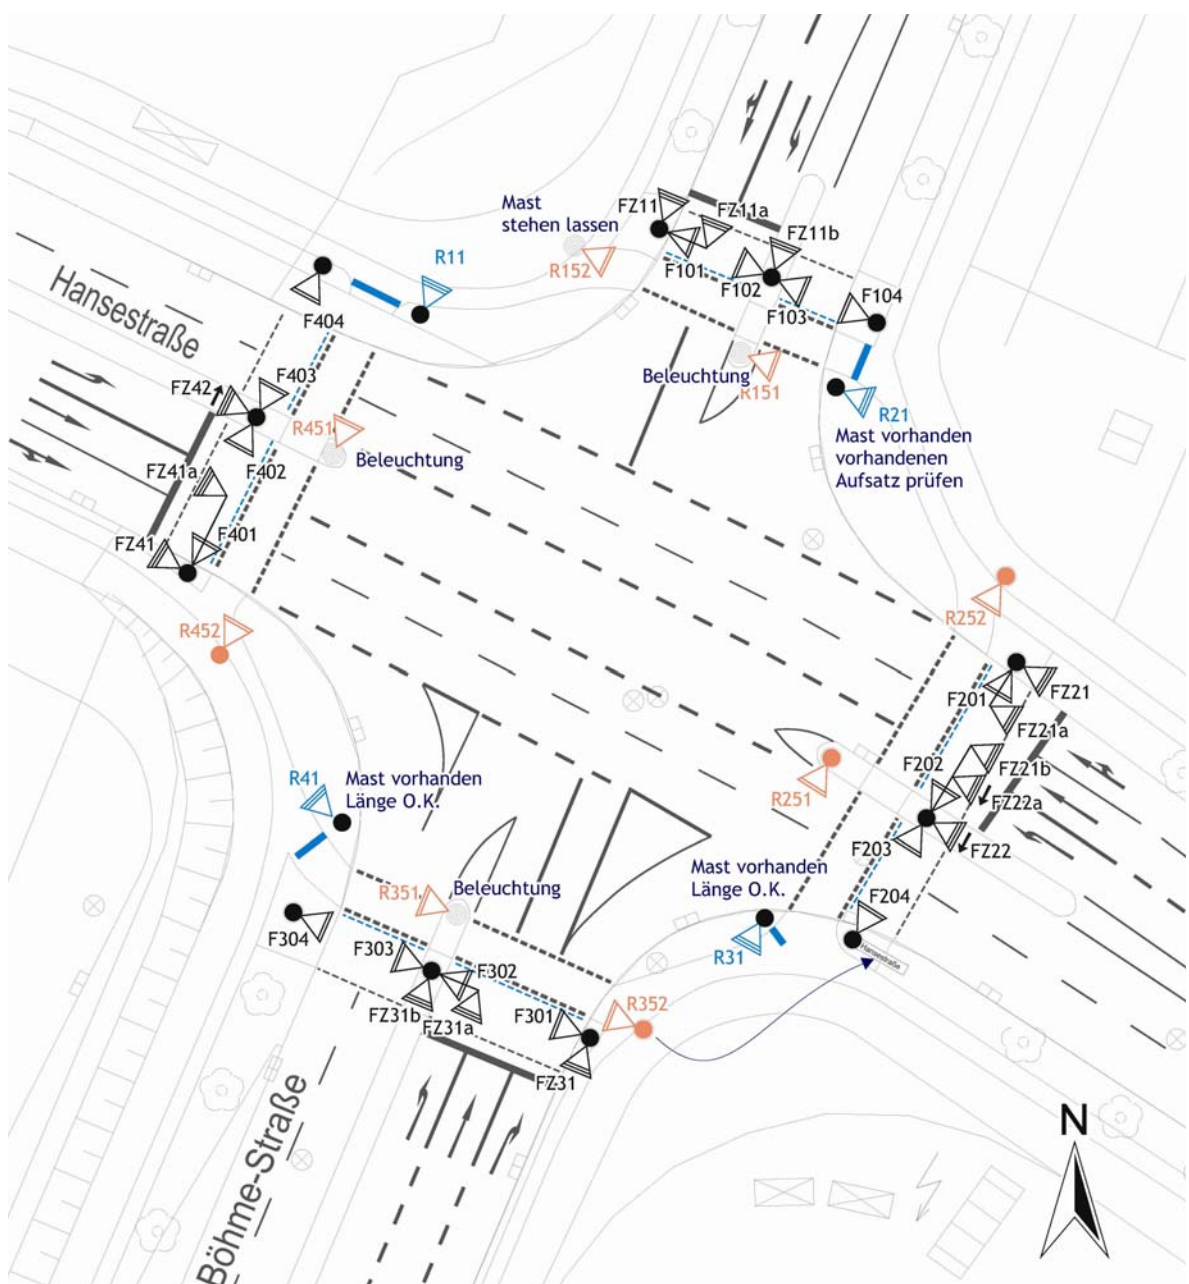 Mast
stehen lassen
FZ11
FZ11a
FZ11b
R11
R152
F101
F102
F103
F104
Hansestraße
F404
FZ42
F403
R451
Beleuchtung
Beleuchtung
R151
R21
Mast vorhanden
vorhandenen
Aufsatz prüfen
FZ41a
F402
FZ41
F401
R452
R252
F201
FZ21
FZ21a
F202
FZ21b
FZ22a
FZ22
F203
F204
Hansestraße
R251
R41
Mast vorhanden
Länge O.K.
R351
Beleuchtung
Mast vorhanden
Länge O.K.
R31
F304
F303
F302
FZ31b
FZ31a
F301
R352
FZ31
Böhme-Straße
N